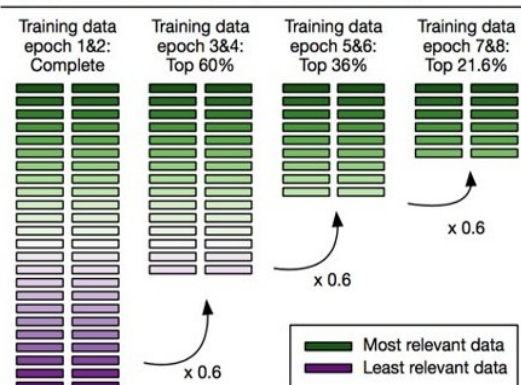 Training data
epoch 1&2:
Complete
Training data
epoch 3&4:
Top 60%
Training data
epoch 5&6:
Top 36%
Training data
epoch 7&8:
Top 21.6%
x 0.6
x 0.6
x 0.6
Most relevant data
Least relevant data